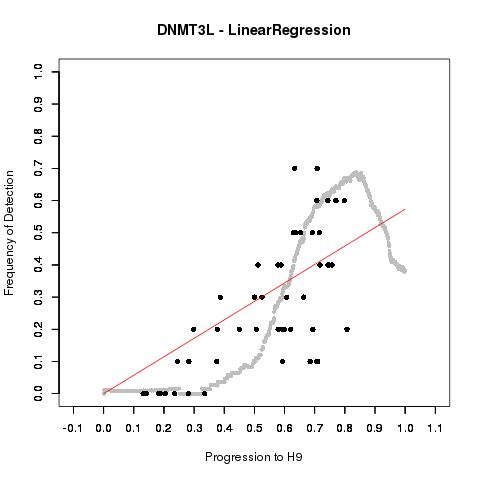 DNMT3L - LinearRegression
Frequency of Detection
1.0
0.9
0.8
0.7
0.6
0.5
0.4
0.3
0.2
0.1
0.0
-0.1 0.0 0.1 0.2 0.3 0.4 0.5 0.6 0.7 0.8 0.9 1.0 1.1
Progression to H9